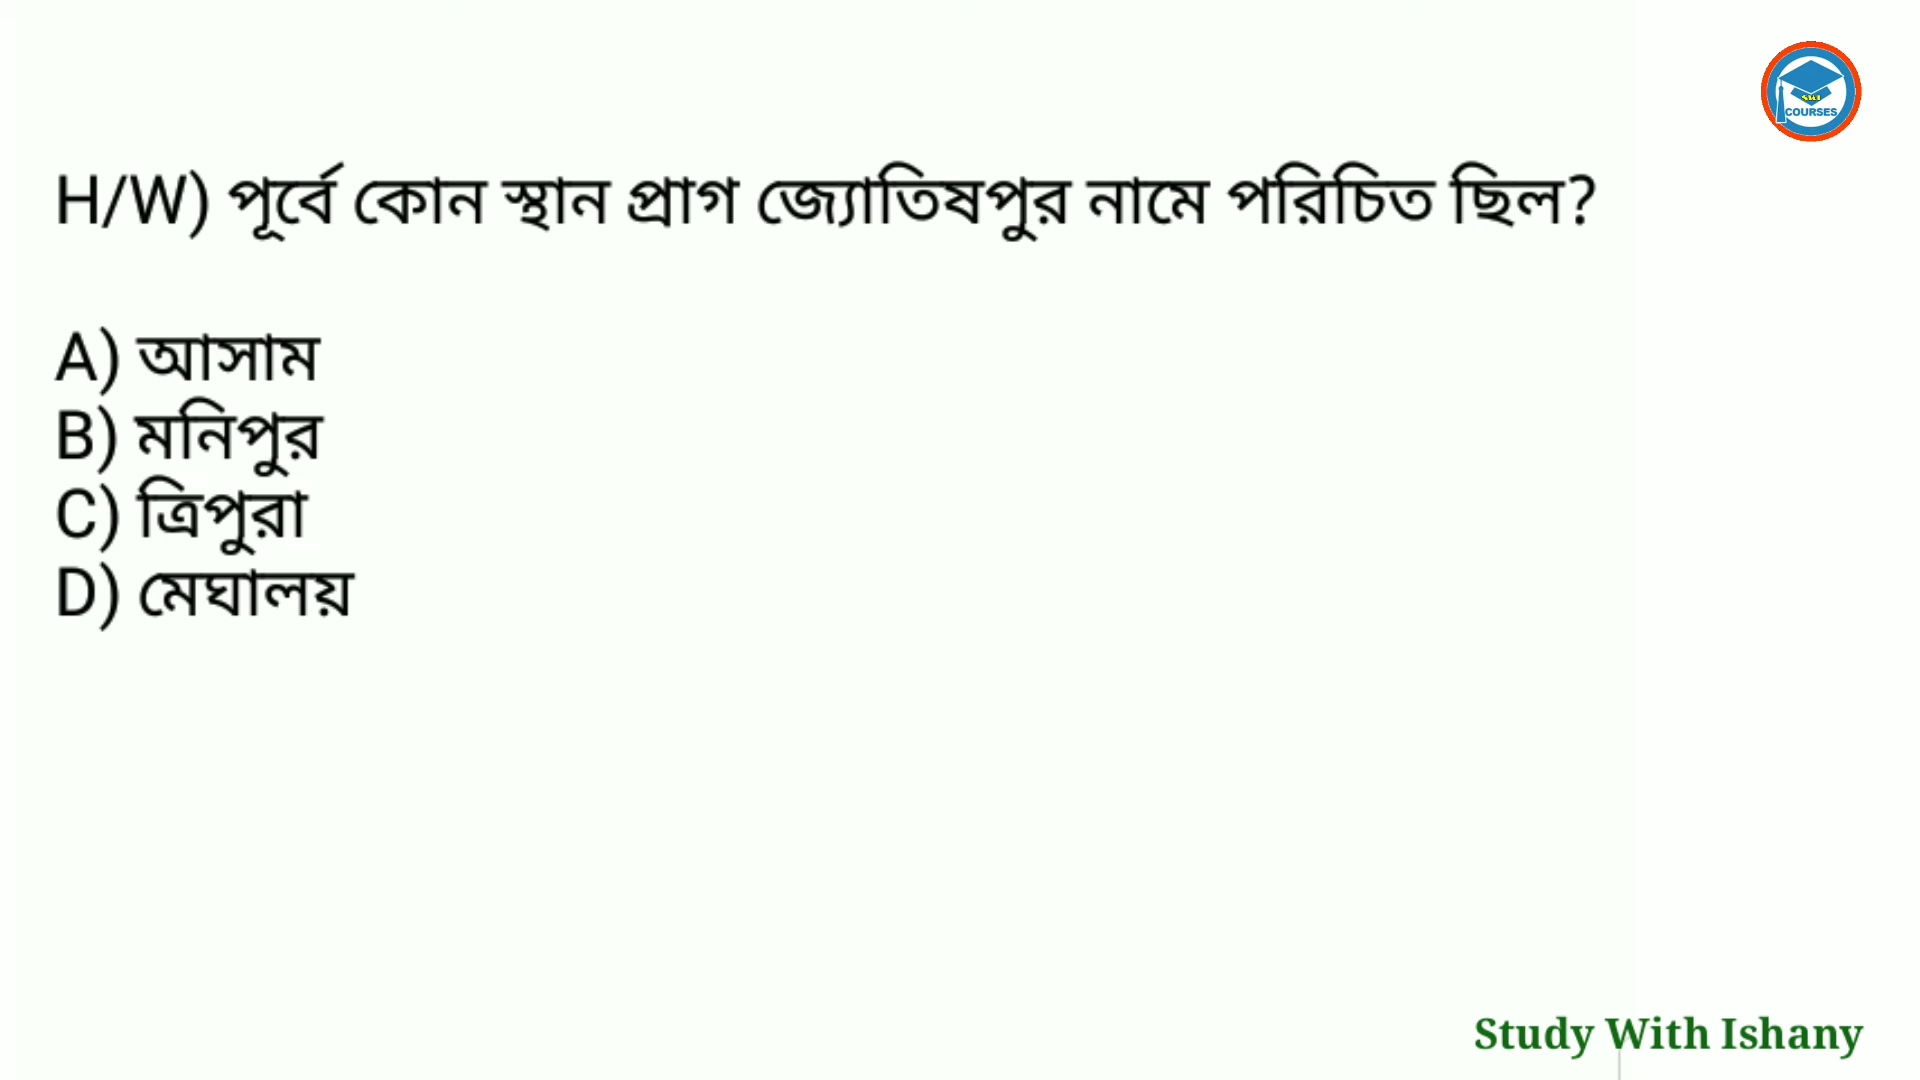 H/W) পূর্বে কোন স্থান প্রাগ জ্যোতিষপুর নামে পরিচিত ছিল?
A) আসাম
B) মনিপুর
C) ত্রিপুরা
D) মেঘালয়
COURSES
Study With Ishany